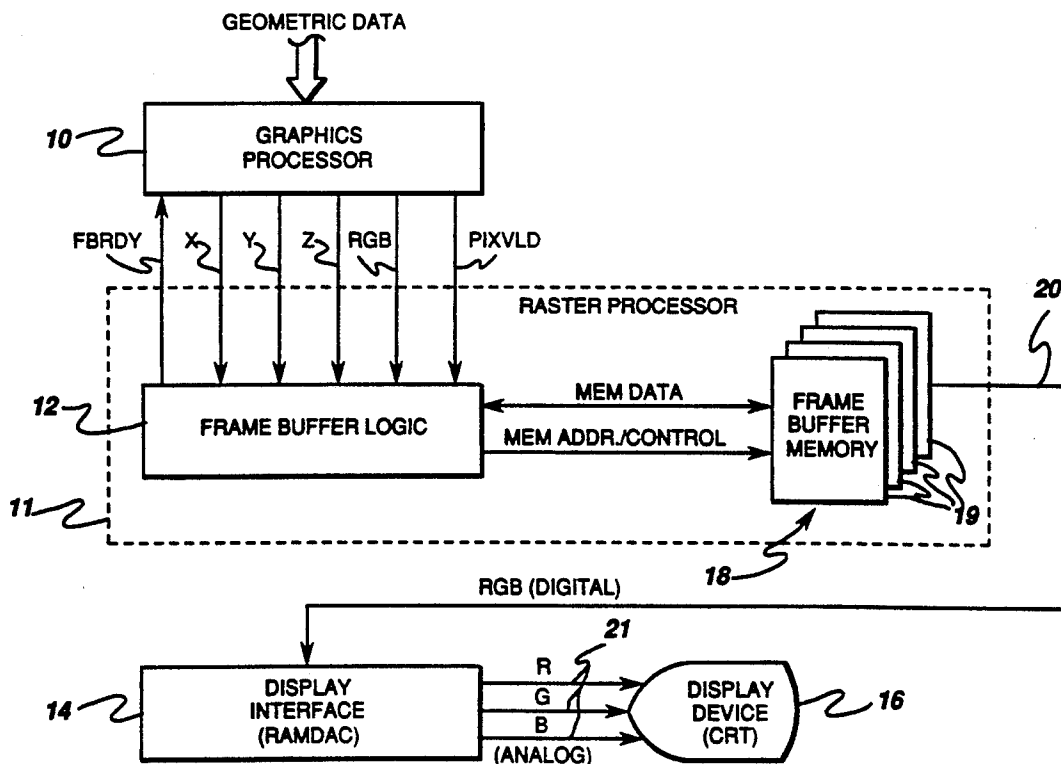 GEOMETRIC DATA
10
GRAPHICS
PROCESSOR
FBRDY
X
Y
Z
RGB
PIXVLD
RASTER PROCESSOR
20
12
FRAME BUFFER LOGIC
MEM DATA
MEM ADDR./CONTROL
FRAME
BUFFER
MEMORY
11
19
18
RGB (DIGITAL)
21
14
DISPLAY
INTERFACE
(RAMDAC)
R
G
B
(ANALOG)
DISPLAY
DEVICE
(CRT)
16